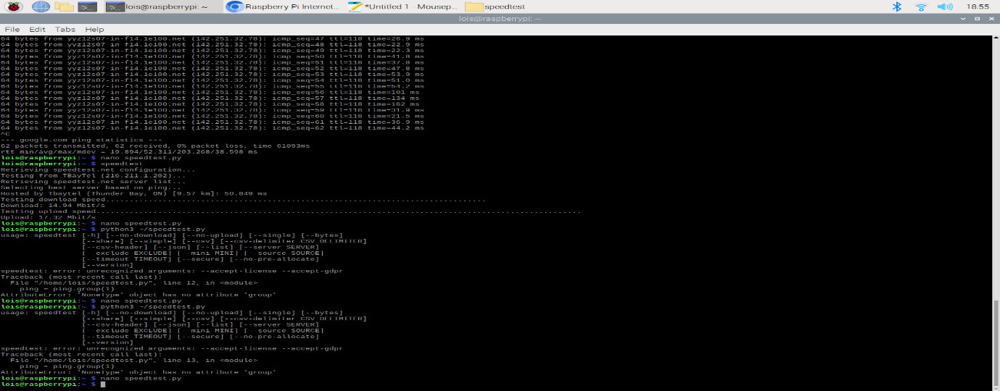 lois@raspberrypi: ~
Raspberry Pi Internet...
*Untitled 1 - Mousep...
speedtest
18:55
lois@raspberrypi: ~
File Edit Tabs Help
64 bytes from yyz12s07-in-f14.1e100.net (142.251.32.78): icmp_seq=47 ttl=118 time=26.9 ms
64 bytes from yyz12s07-in-f14.1e100.net (142.251.32.78): icmp_seq=48 ttl=118 time=22.9 ms
64 bytes from yyz12s07-in-f14.1e100.net (142.251.32.78): icmp_seq=49 ttl=118 time=22.3 ms
64 bytes from yyz12s07-in-f14.1e100.net (142.251.32.78): icmp_seq=50 ttl=118 time=41.8 ms
64 bytes from yyz12s07-in-f14.1e100.net (142.251.32.78): icmp_seq=51 ttl=118 time=37.8 ms
64 bytes from yyz12s07-in-f14.1e100.net (142.251.32.78): icmp_seq=52 ttl=118 time=47.8 ms
64 bytes from yyz12s07-in-f14.1e100.net (142.251.32.78): icmp_seq=53 ttl=118 time=53.9 ms
64 bytes from yyz12s07-in-f14.1e100.net (142.251.32.78): icmp_seq=54 ttl=118 time=51.0 ms
64 bytes from yyz12s07-in-f14.1e100.net (142.251.32.78): icmp_seq=55 ttl=118 time=54.2 ms
64 bytes from yyz12s07-in-f14.1e100.net (142.251.32.78): icmp_seq=56 ttl=118 time=101 ms
64 bytes from yyz12s07-in-f14.1e100.net (142.251.32.78): icmp_seq=57 ttl=118 time=134 ms
64 bytes from yyz12s07-in-f14.1e100.net (142.251.32.78): icmp_seq=58 ttl=118 time=162 ms
64 bytes from yyz12s07-in-f14.1e100.net (142.251.32.78): icmp_seq=59 ttl=118 time=31.9 ms
64 bytes from yyz12s07-in-f14.1e100.net (142.251.32.78): icmp_seq=60 ttl=118 time=21.5 ms
64 bytes from yyz12s07-in-f14.1e100.net (142.251.32.78): icmp_seq=61 ttl=118 time=36.9 ms
64 bytes from yyz12s07-in-f14.1e100.net (142.251.32.78): icmp_seq=62 ttl=118 time=44.2 ms
^C
--- google.com ping statistics ---
62 packets transmitted, 62 received, 0% packet loss, time 61093ms
rtt min/avg/max/mdev = 19.894/52.311/203.268/38.598 ms
lois@raspberrypi:~ $ nano speedtest.py
lois@raspberrypi:~ $ speedtest
Retrieving speedtest.net configuration...
Testing from TBayTel (216.211.1.202)...
Retrieving speedtest.net server list...
Selecting best server based on ping...
Hosted by Tbaytel (Thunder Bay, ON) [9.57 km]: 50.849 ms
Testing download speed................................................................................
Download: 14.94 Mbit/s
Testing upload speed......................................................................................................
Upload: 17.32 Mbit/s
lois@raspberrypi:~ $ nano speedtest.py
lois@raspberrypi:~ $ python3 ~/speedtest.py
usage: speedtest [-h] [--no-download] [--no-upload] [--single] [--bytes]
[--share] [--simple] [--csv] [--csv-delimiter CSV_DELIMITER]
[--csv-header] [--json] [--list] [--server SERVER]
[--exclude EXCLUDE] [--mini MINI] [--source SOURCE]
[--timeout TIMEOUT] [--secure] [--no-pre-allocate]
[--version]
speedtest: error: unrecognized arguments: --accept-license --accept-gdpr
Traceback (most recent call last):
File "/home/lois/speedtest.py", line 12, in <module>
ping = ping.group(1)
AttributeError: 'NoneType' object has no attribute 'group'
lois@raspberrypi:~ $ nano speedtest.py
lois@raspberrypi:~ $ python3 ~/speedtest.py
usage: speedtest [-h] [--no-download] [--no-upload] [--single] [--bytes]
[--share] [--simple] [--csv] [--csv-delimiter CSV_DELIMITER]
[--csv-header] [--json] [--list] [--server SERVER]
[--exclude EXCLUDE] [--mini MINI] [--source SOURCE]
[--timeout TIMEOUT] [--secure] [--no-pre-allocate]
[--version]
speedtest: error: unrecognized arguments: --accept-license --accept-gdpr
Traceback (most recent call last):
File "/home/lois/speedtest.py", line 13, in <module>
ping = ping.group(1)
AttributeError: 'NoneType' object has no attribute 'group'
lois@raspberrypi:~ $ nano speedtest.py
lois@raspberrypi:~ $